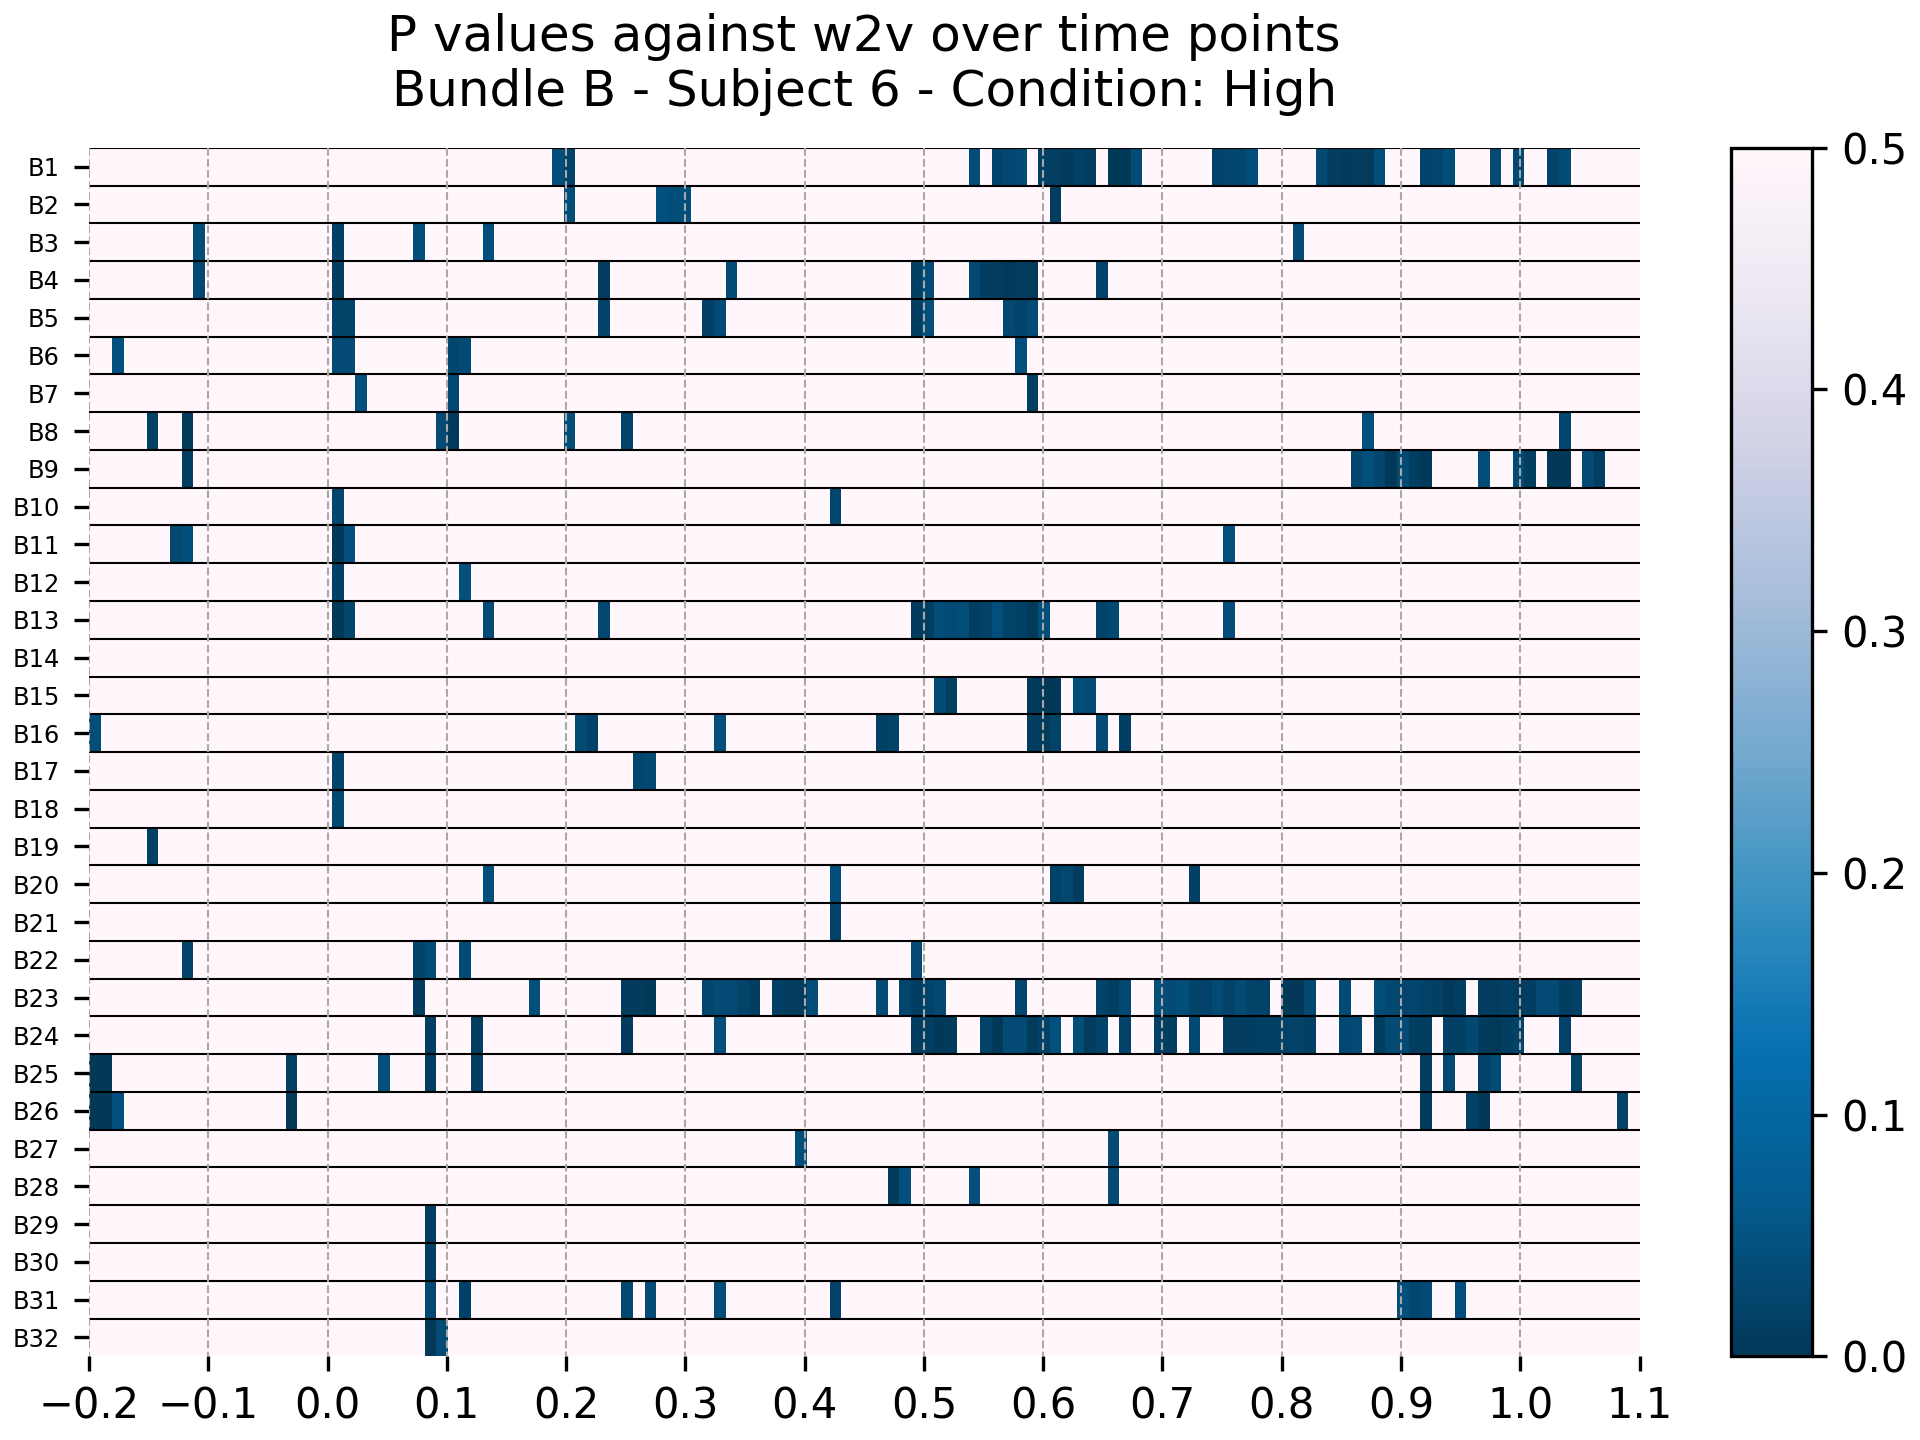 P values against w2v over time points
Bundle B - Subject 6 - Condition: High
B1
B2
B3
B4
B5
B6
B7
B8
B9
B10
B11
B12
B13
B14
B15
B16
B17
B18
B19
B20
B21
B22
B23
B24
B25
B26
B27
B28
B29
B30
B31
B32
−0.2 −0.1 0.0 0.1 0.2 0.3 0.4 0.5 0.6 0.7 0.8 0.9 1.0 1.1
0.5
0.4
0.3
0.2
0.1
0.0